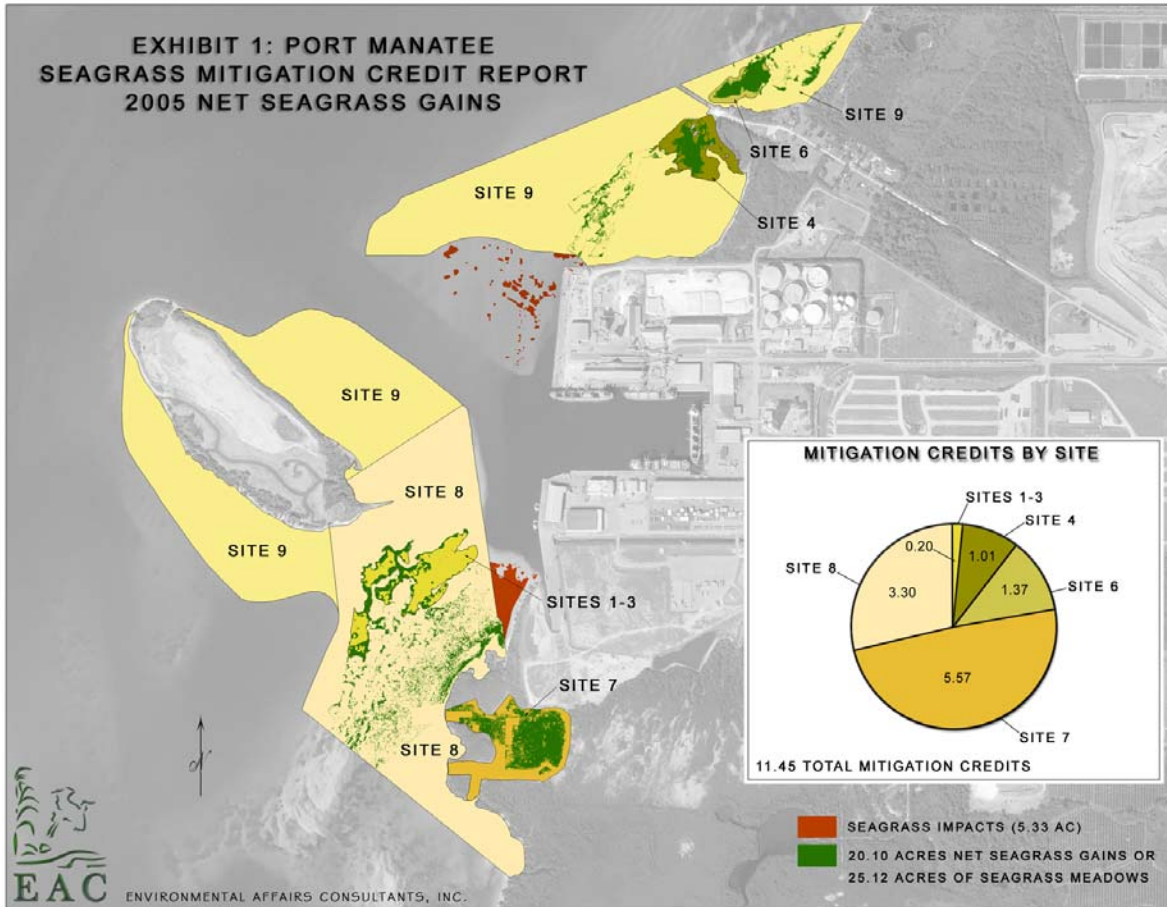 EXHIBIT 1: PORT MANATEE
SEAGRASS MITIGATION CREDIT REPORT
2005 NET SEAGRASS GAINS
SITE 9
SITE 6
SITE 4
SITE 9
SITE 9
SITE 8
SITE 9
SITES 1-3
SITE 7
SITE 8
MITIGATION CREDITS BY SITE
SITES 1-3
SITE 4
0.20
1.01
SITE 8
3.30
1.37
SITE 6
5.57
SITE 7
11.45 TOTAL MITIGATION CREDITS
N
SEAGRASS IMPACTS (5.33 AC)
20.10 ACRES NET SEAGRASS GAINS OR
25.12 ACRES OF SEAGRASS MEADOWS
EAC
ENVIRONMENTAL AFFAIRS CONSULTANTS, INC.